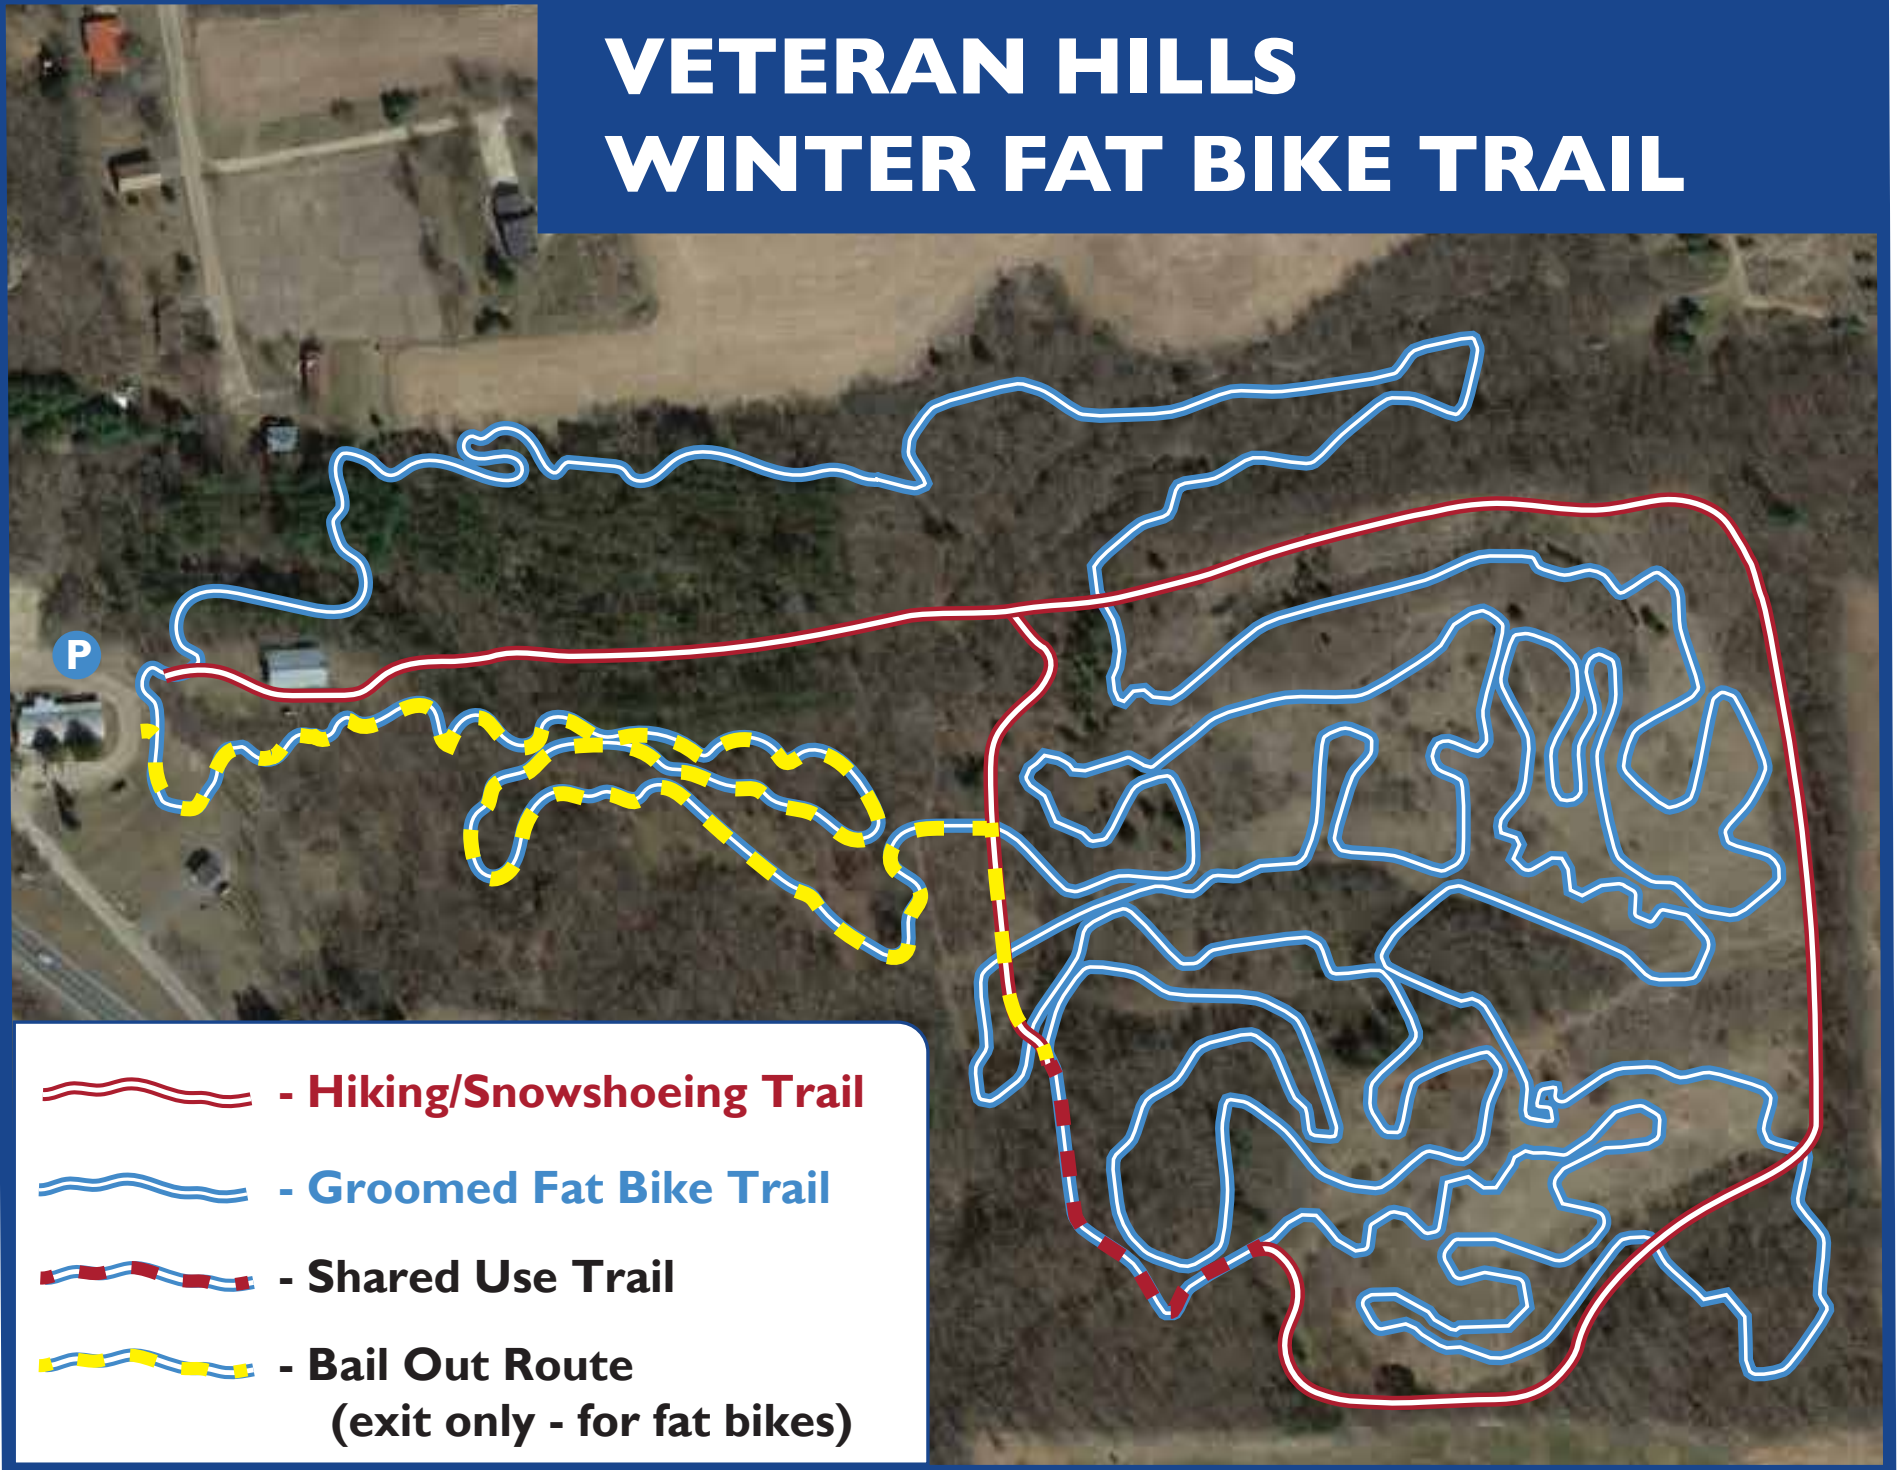 VETERAN HILLS
WINTER FAT BIKE TRAIL
P
- Hiking/Snowshoeing Trail
- Groomed Fat Bike Trail
- Shared Use Trail
- Bail Out Route
(exit only - for fat bikes)